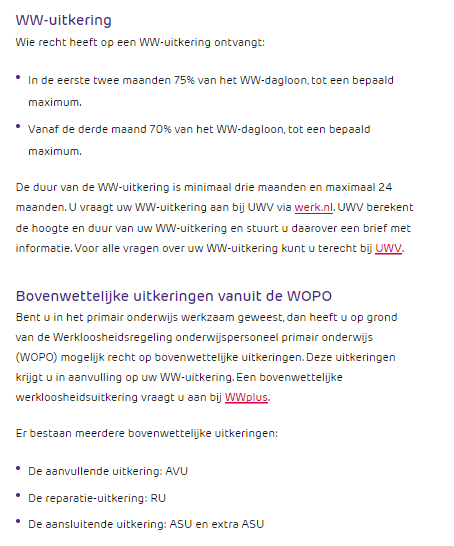 WW-uitkering
Wie recht heeft op een WW-uitkering ontvangt:
• In de eerste twee maanden 75% van het WW-dagloon, tot een bepaald
maximum.
• Vanaf de derde maand 70% van het WW-dagloon, tot een bepaald
maximum.
De duur van de WW-uitkering is minimaal drie maanden en maximaal 24
maanden. U vraagt uw WW-uitkering aan bij UWV via werk.nl. UWV berekent
de hoogte en duur van uw WW-uitkering en stuurt u daarover een brief met
informatie. Voor alle vragen over uw WW-uitkering kunt u terecht bij UWV.
Bovenwettelijke uitkeringen vanuit de WOPO
Bent u in het primair onderwijs werkzaam geweest, dan heeft u op grond
van de Werkloosheidsregeling onderwijspersoneel primair onderwijs
(WOPO) mogelijk recht op bovenwettelijke uitkeringen. Deze uitkeringen
krijgt u in aanvulling op uw WW-uitkering. Een bovenwettelijke
werkloosheidsuitkering vraagt u aan bij WWplus.
Er bestaan meerdere bovenwettelijke uitkeringen:
• De aanvullende uitkering: AVU
• De reparatie-uitkering: RU
• De aansluitende uitkering: ASU en extra ASU